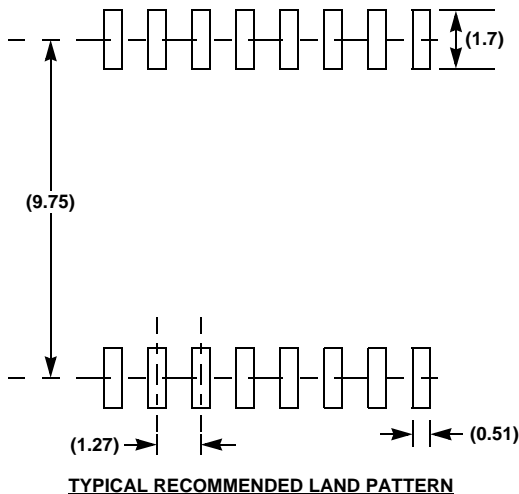 (1.7)
(9.75)
(1.27)
(0.51)
TYPICAL RECOMMENDED LAND PATTERN